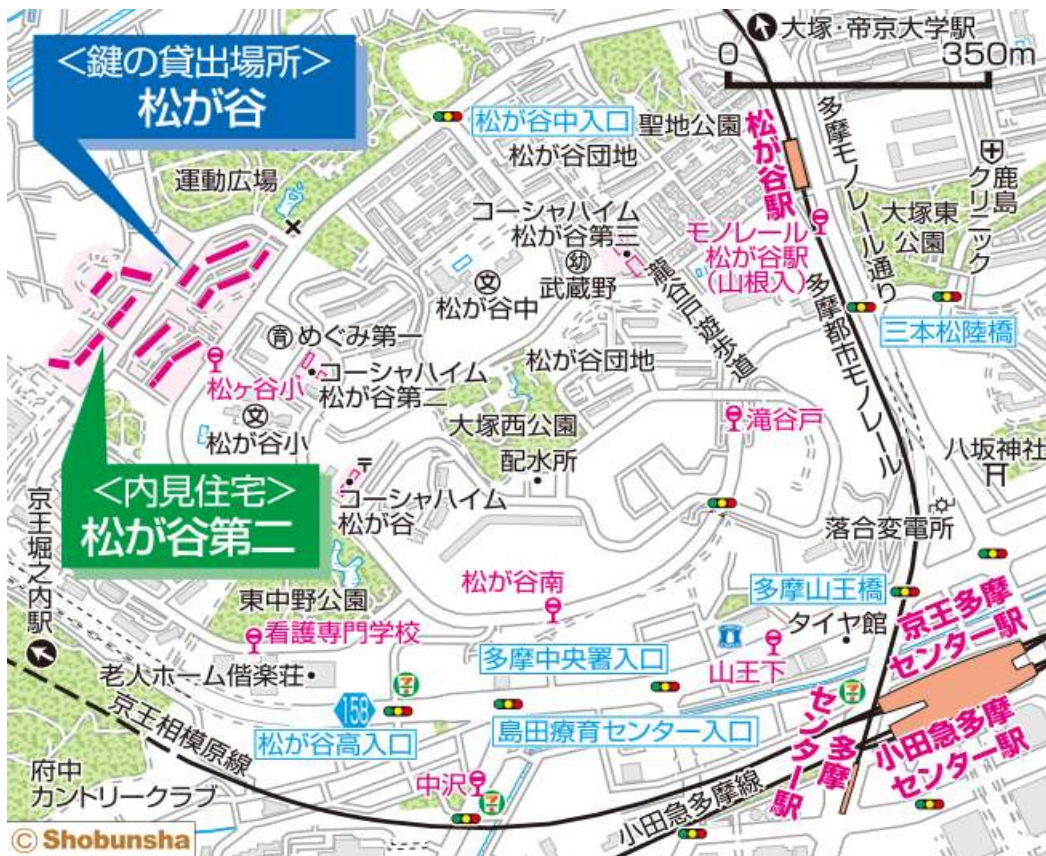 大塚・帝京大学駅
0 350m
<鍵の貸出場所>
松が谷
松が谷中入口
聖地公園
松が谷団地
松が谷駅
多摩モノレール通り
鹿島
クリニック
運動広場
コーシャハイム
松が谷第三
モノレール
松が谷駅
(山根入)
大塚東
公園
幼
武蔵野
瀧谷戸遊歩道
文
松が谷中
多摩都市モノレール
三本松陸橋
青 めぐみ第一
松が谷団地
松ヶ谷小
コーシャハイム
松が谷第二
文
松が谷小
大塚西公園
滝谷戸
配水所
八坂神社
<内見住宅>
松が谷第二
〒
コーシャハイム
松が谷
落合変電所
京王堀之内駅
松が谷南
多摩山王橋
東中野公園
看護専門学校
タイヤ館
京王多摩
センター駅
多摩中央署入口
山王下
老人ホーム偕楽荘
158
松が谷高入口
島田療育センター入口
多摩
センター駅
小田急多摩
センター駅
京王相模原線
中沢
小田急多摩線
府中
カントリークラブ
© Shobunsha